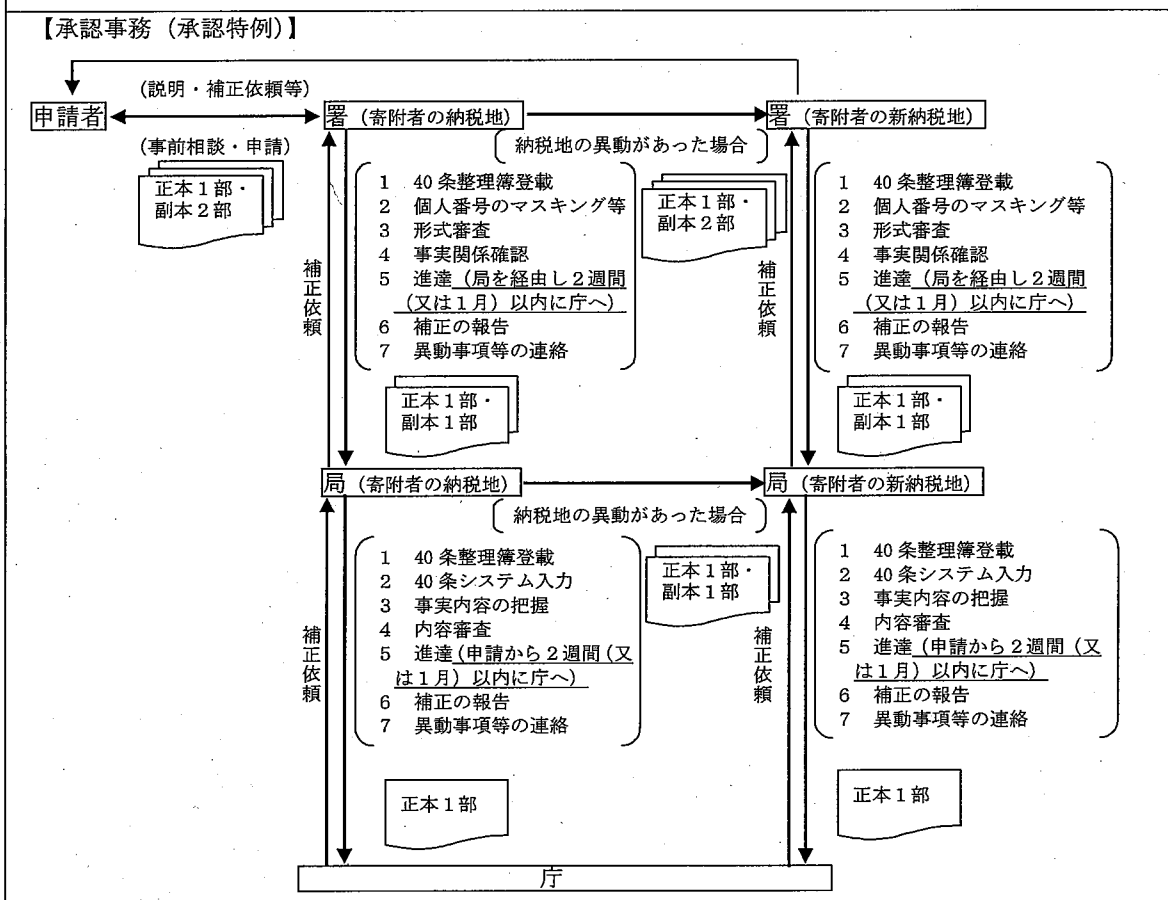 【承認事務（承認特例）】
（説明・補正依頼等）
申請者
署（寄附者の納税地）
署（寄附者の新納税地）
（事前相談・申請）
納税地の異動があった場合
正本１部・
副本２部
1 40条整理簿登載
2 個人番号のマスキング等
3 形式審査
4 事実関係確認
5 進達（局を経由し２週間
（又は１月）以内に庁へ）
6 補正の報告
7 異動事項等の連絡
正本１部・
副本２部
1 40条整理簿登載
2 個人番号のマスキング等
3 形式審査
4 事実関係確認
5 進達（局を経由し２週間
（又は１月）以内に庁へ）
6 補正の報告
7 異動事項等の連絡
補正依頼
補正依頼
正本１部・
副本１部
正本１部・
副本１部
局（寄附者の納税地）
局（寄附者の新納税地）
納税地の異動があった場合
1 40条整理簿登載
2 40条システム入力
3 事実内容の把握
4 内容審査
5 進達（申請から２週間（又
は１月）以内に庁へ）
6 補正の報告
7 異動事項等の連絡
正本１部・
副本１部
1 40条整理簿登載
2 40条システム入力
3 事実内容の把握
4 内容審査
5 進達（申請から２週間（又
は１月）以内に庁へ）
6 補正の報告
7 異動事項等の連絡
補正依頼
補正依頼
正本１部
正本１部
庁